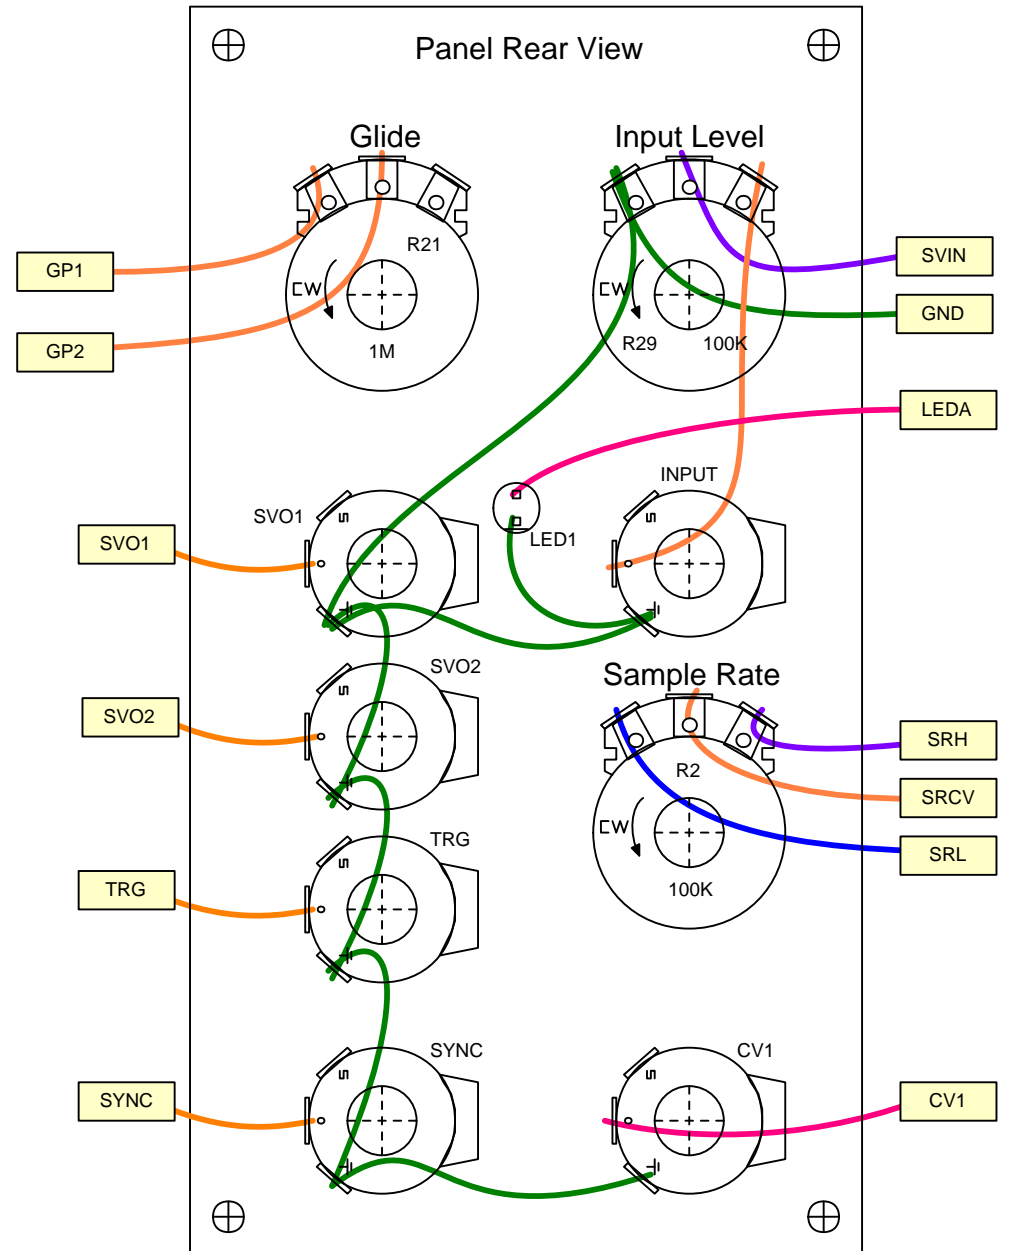 Panel Rear View
Glide
Input Level
R21
GP1
CW
CW
SVIN
GND
GP2
1M
R29
100K
LEDA
INPUT
S
S
SVO1
SVO1
LED1
SVO2
Sample Rate
S
SVO2
SRH
R2
SRCV
CW
TRG
SRL
S
TRG
100K
SYNC
CV1
S
S
SYNC
CV1